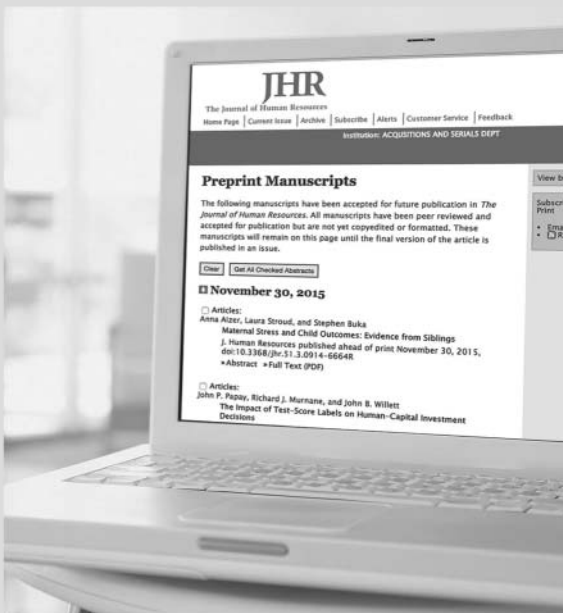 JHR
The Journal of Human Resources
Home Page | Current Issue | Archive | Subscribe | Alerts | Customer Service | Feedback
Institution: ACQUSITIONS AND SERIALS DEPT
View b
Preprint Manuscripts
Subscr
Print
The following manuscripts have been accepted for future publication in The
Journal of Human Resources. All manuscripts have been peer reviewed and
accepted for publication but are not yet copyedited or formatted. These
manuscripts will remain on this page until the final version of the article is
published in an issue.
Ema
R
Clear Get All Checked Abstracts
November 30, 2015
Articles:
Anna Aizer, Laura Stroud, and Stephen Buka
Maternal Stress and Child Outcomes: Evidence from Siblings
J. Human Resources published ahead of print November 30, 2015,
doi:10.3368/jhr.51.3.0914-6664R
»Abstract »Full Text (PDF)
Articles:
John P. Papay, Richard J. Murnane, and John B. Willett
The Impact of Test-Score Labels on Human-Capital Investment
Decisions